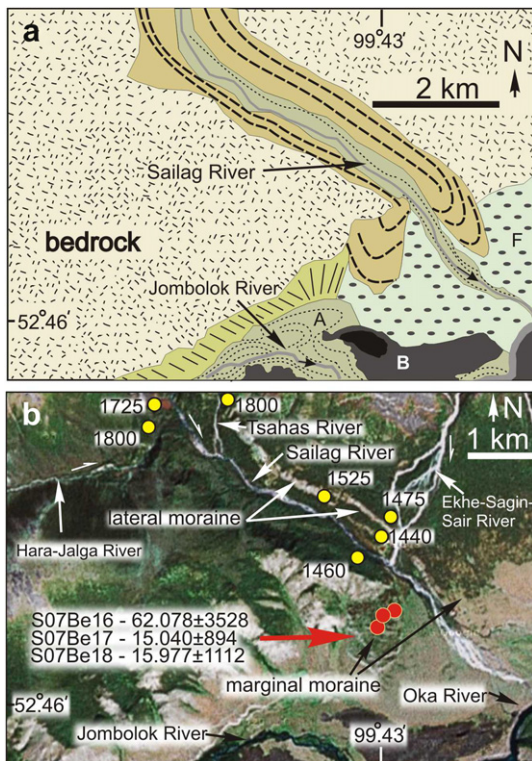 a
99°43′
N
2 km
Sailag River
bedrock
F
Jombolok River
52°46′
A
B
b
1725
1800
N
1800
Tsahas River
1 km
Sailag River
1525
1475
lateral moraine
1440
Ekhe-Sagin-
Sair River
Hara-Jalga River
1460
S07Be16 - 62.078±3528
S07Be17 - 15.040±894
S07Be18 - 15.977±1112
marginal moraine
52°46′
Oka River
Jombolok River
99°43′